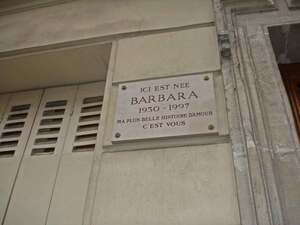 ICI EST NÉE
BARBARA
1930 - 1997
MA PLUS BELLE HISTOIRE D'AMOUR
C'EST VOUS